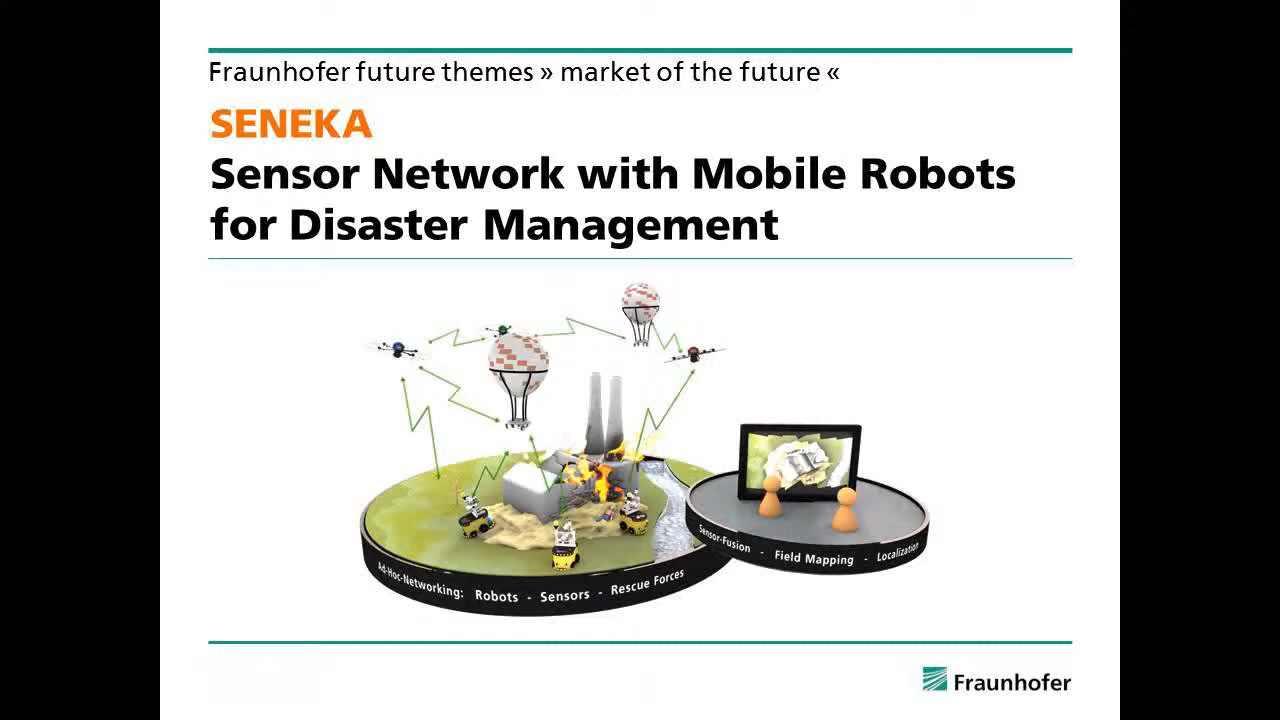 Fraunhofer future themes » market of the future «
SENEKA
Sensor Network with Mobile Robots
for Disaster Management
Sensor-Fusion - Field Mapping - Localization
Ad-Hoc-Networking: Robots - Sensors - Rescue Forces
Fraunhofer